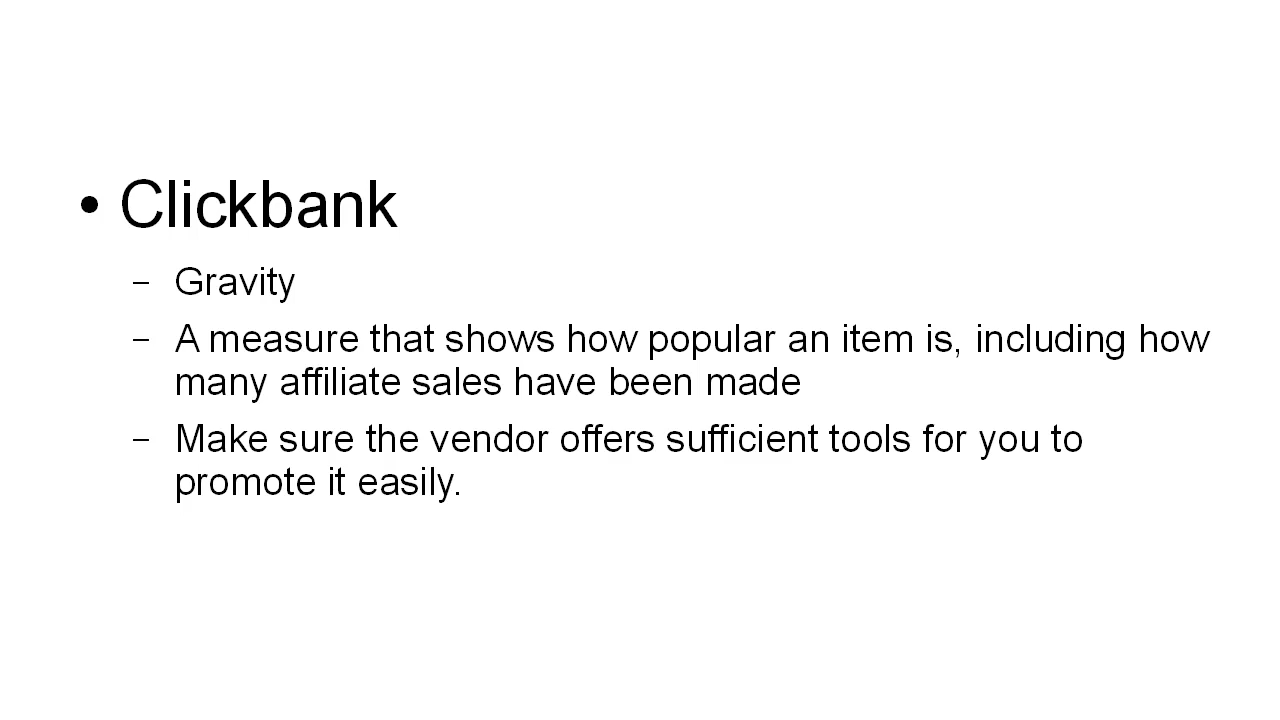 • Clickbank
– Gravity
– A measure that shows how popular an item is, including how
many affiliate sales have been made
– Make sure the vendor offers sufficient tools for you to
promote it easily.